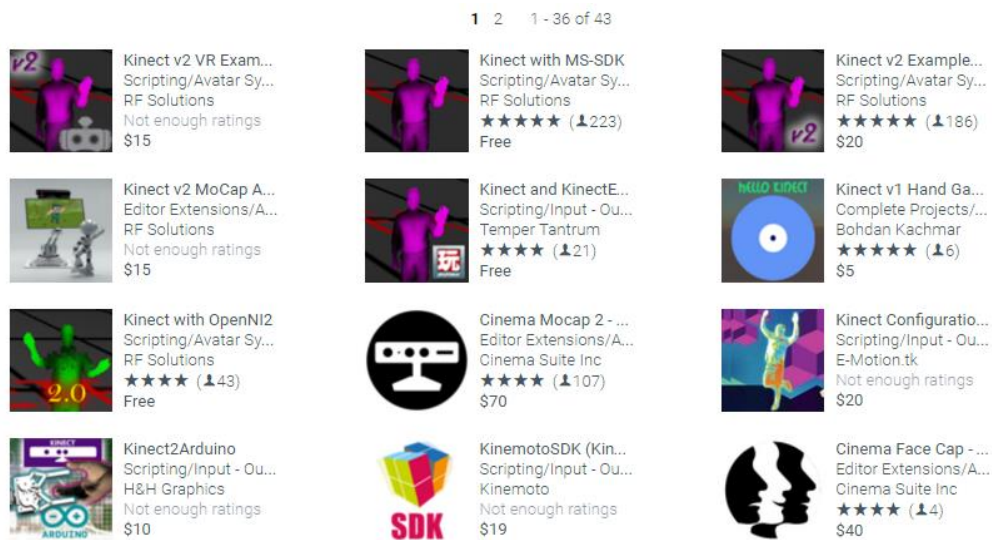 1 2 1 - 36 of 43
v2
Kinect v2 VR Exam...
Scripting/Avatar Sy...
RF Solutions
Not enough ratings
$15
Kinect with MS-SDK
Scripting/Avatar Sy...
RF Solutions
★★★★★ (223)
Free
v2
Kinect v2 Example...
Scripting/Avatar Sy...
RF Solutions
★★★★★ (186)
$20
Kinect v2 MoCap A...
Editor Extensions/A...
RF Solutions
Not enough ratings
$15
玩
Kinect and KinectE...
Scripting/Input - Ou...
Temper Tantrum
★★★★ (21)
Free
HELLO KINECT
Kinect v1 Hand Ga...
Complete Projects/...
Bohdan Kachmar
★★★★ (6)
$5
2.0
Kinect with OpenNI2
Scripting/Avatar Sy...
RF Solutions
★★★★ (43)
Free
Cinema Mocap 2 - ...
Editor Extensions/A...
Cinema Suite Inc
★★★★ (107)
$70
Kinect Configuratio...
Scripting/Input - Ou...
E-Motion.tk
Not enough ratings
$20
KINECT
ARDUINO
Kinect2Arduino
Scripting/Input - Ou...
H&H Graphics
Not enough ratings
$10
SDK
KinemotoSDK (Kin...
Scripting/Input - Ou...
Kinemoto
Not enough ratings
$19
Cinema Face Cap - ...
Editor Extensions/A...
Cinema Suite Inc
★★★★ (4)
$40